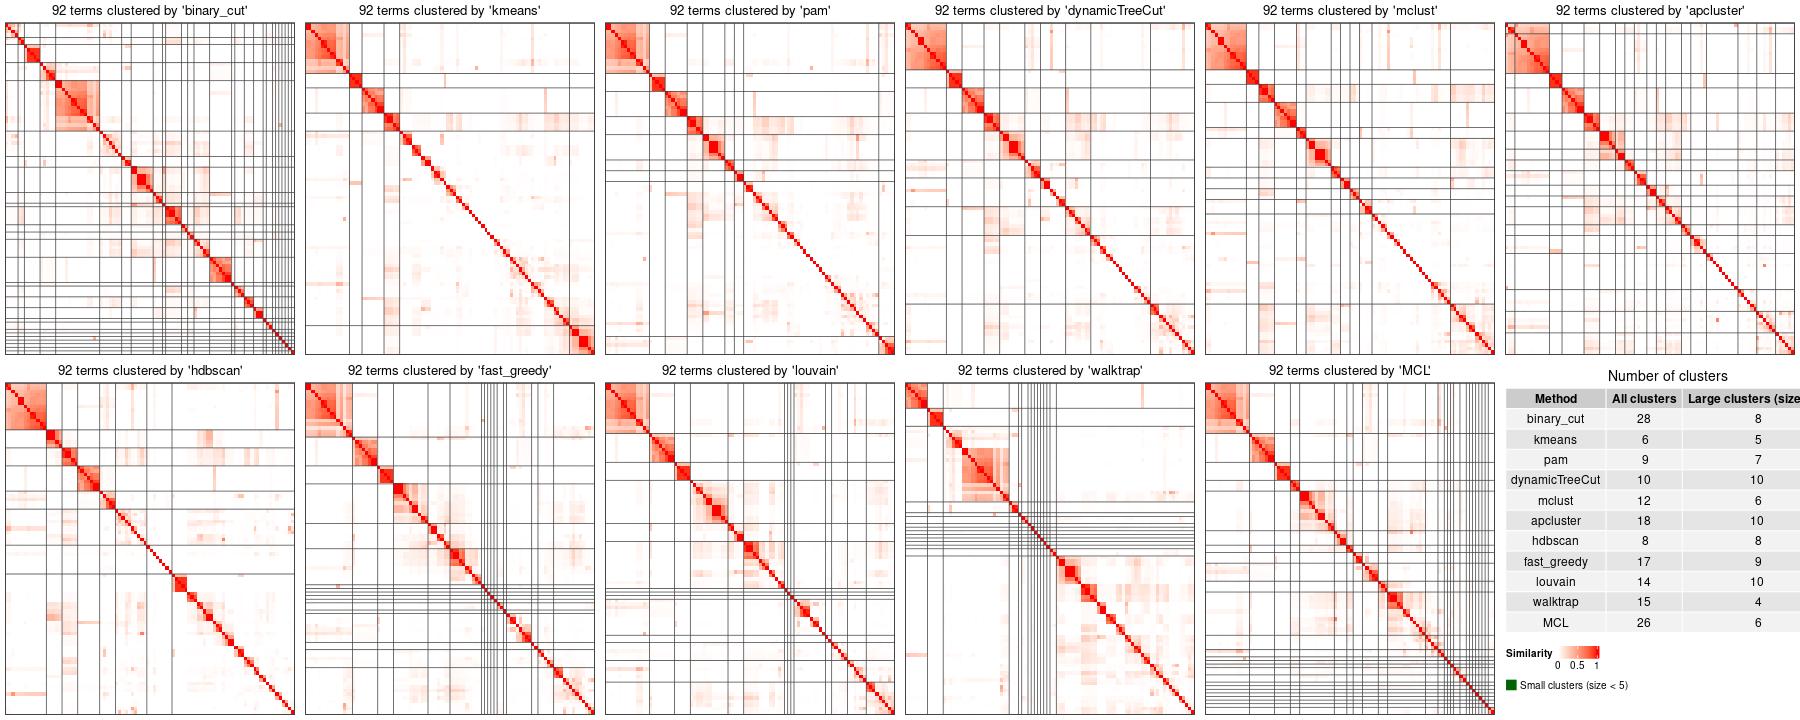 92 terms clustered by 'binary_cut'
92 terms clustered by 'kmeans'
92 terms clustered by 'pam'
92 terms clustered by 'dynamicTreeCut'
92 terms clustered by 'mclust'
92 terms clustered by 'apcluster'
92 terms clustered by 'hdbscan'
92 terms clustered by 'fast_greedy'
92 terms clustered by 'louvain'
92 terms clustered by 'walktrap'
92 terms clustered by 'MCL'
Number of clusters
Method All clusters Large clusters (size
binary_cut 28 8
kmeans 6 5
pam 9 7
dynamicTreeCut 10 10
mclust 12 6
apcluster 18 10
hdbscan 8 8
fast_greedy 17 9
louvain 14 10
walktrap 15 4
MCL 26 6
Similarity
0 0.5 1
Small clusters (size < 5)